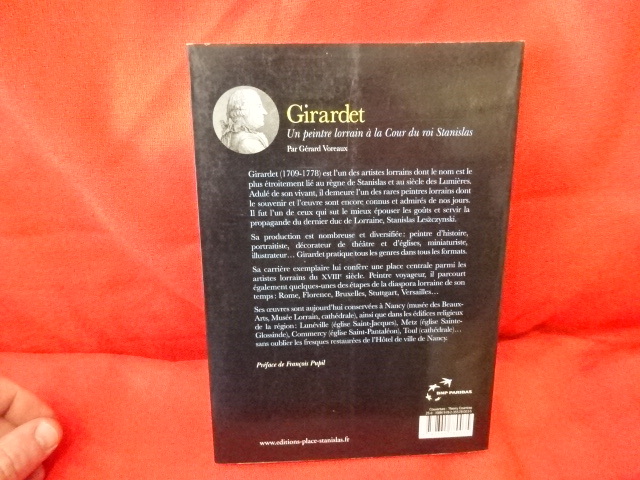 Girardet
Un peintre lorrain à la Cour du roi Stanislas
Par Gérard Voreaux
Girardet (1709-1778) est l'un des artistes lorrains dont le nom est le
plus étroitement lié au règne de Stanislas et au siècle des Lumières.
Adulé de son vivant, il demeure l'un des rares peintres lorrains dont
le souvenir et l'œuvre sont encore connus et admirés de nos jours.
Il fut l'un de ceux qui sut le mieux épouser les goûts et servir la
propagande du dernier duc de Lorraine, Stanislas Leszczynski.
Sa production est nombreuse et diversifiée : peintre d'histoire,
portraitiste, décorateur de théâtre et d'églises, miniaturiste,
illustrateur... Girardet pratique tous les genres dans tous les formats.
Sa carrière exemplaire lui confère une place centrale parmi les
artistes lorrains du XVIIIe siècle. Peintre voyageur, il parcourt
également quelques-unes des étapes de la diaspora lorraine de son
temps : Rome, Florence, Bruxelles, Stuttgart, Versailles...
Ses œuvres sont aujourd'hui conservées à Nancy (musée des Beaux-
Arts, Musée Lorrain, cathédrale), ainsi que dans les édifices religieux
de la région : Lunéville (église Saint-Jacques), Metz (église Sainte-
Glossinde), Commercy (église Saint-Pantaléon), Toul (cathédrale)...
sans oublier les fresques restaurées de l'Hôtel de ville de Nancy.
Préface de François Pupil
BNP PARIBAS
www.editions-place-stanislas.fr